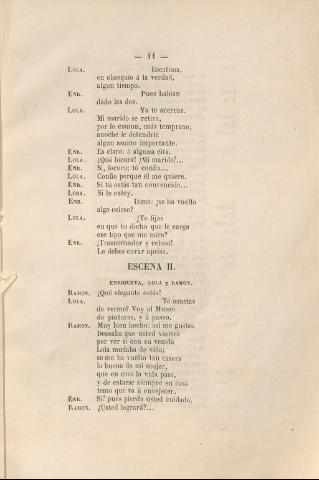 — 11 —
LOLA. Escatima,
en obsequio á la verdad,
algun tiempo.
ENR. Pues habian
dado las dos.
LOLA. Ya te acercas.
Mi marido se retira,
por lo comun, mas temprano;
anoche le detendria
algun asunto importante.
ENR. Es claro: ó alguna cita.
LOLA. ¡Qué locura! ¡Mi marido?...
ENR. Sí, locura; tú confia...
LOLA. Confio porque él me quiere.
ENR. Si tú estás tan convencida...
LOLA. Si lo estoy.
ENR. Dime: ¿se ha vuelto
algo celoso?
LOLA. ¿Te fijas
en que ha dicho que le carga
ese tipo que me mira?
ENR. ¡Trasnochador y celoso!
Le debes curar aprisa.
ESCENA II.
ENRIQUETA, LOLA y RAMON.
RAMON. ¡Qué elegante estás!
LOLA. Te asustas
de verme? Voy al Museo
de pinturas, y á paseo.
RAMON. Muy bien hecho: así me gustas.
Deseaba que usted viniera
por ver si con su venida
Lola mudaba de vida;
se me ha vuelto tan casera
la buena de mi mujer,
que en casa la vida pasa,
y de estarse siempre en casa
temo que va á envejecer.
ENR. Sí? pues pierda usted cuidado.
RAMON. ¿Usted logrará?...